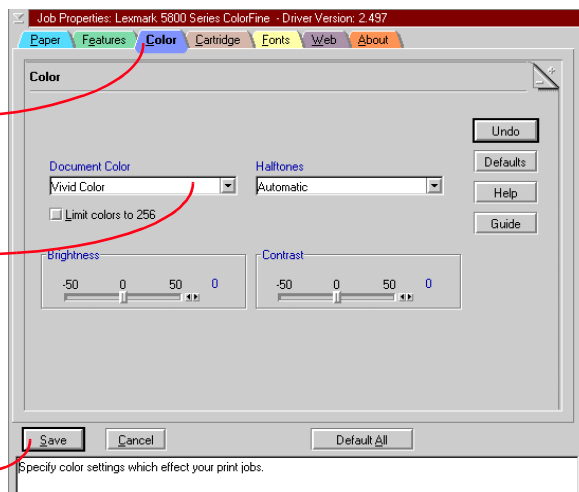 Job Properties: Lexmark 5800 Series ColorFine - Driver Version: 2.497
Paper Features Color Cartridge Fonts Web About
Color
Undo
Document Color Halftones Defaults
Vivid Color Automatic
Help
Limit colors to 256
Guide
Brightness Contrast
-50 0 50 0 -50 0 50 0
Save Cancel Default All
Specify color settings which effect your print jobs.